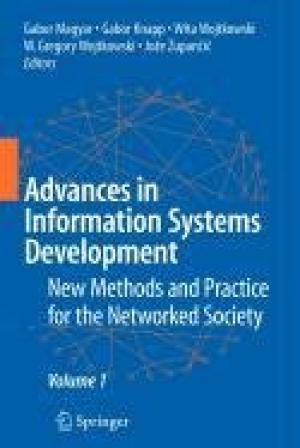 Gabor Magyar · Gabor Knapp · Wita Wojtkowski
W. Gregory Wojtkowski · Jože Zupančič
Editors
Advances in
Information Systems
Development
New Methods and Practice
for the Networked Society
Volume 1
Springer